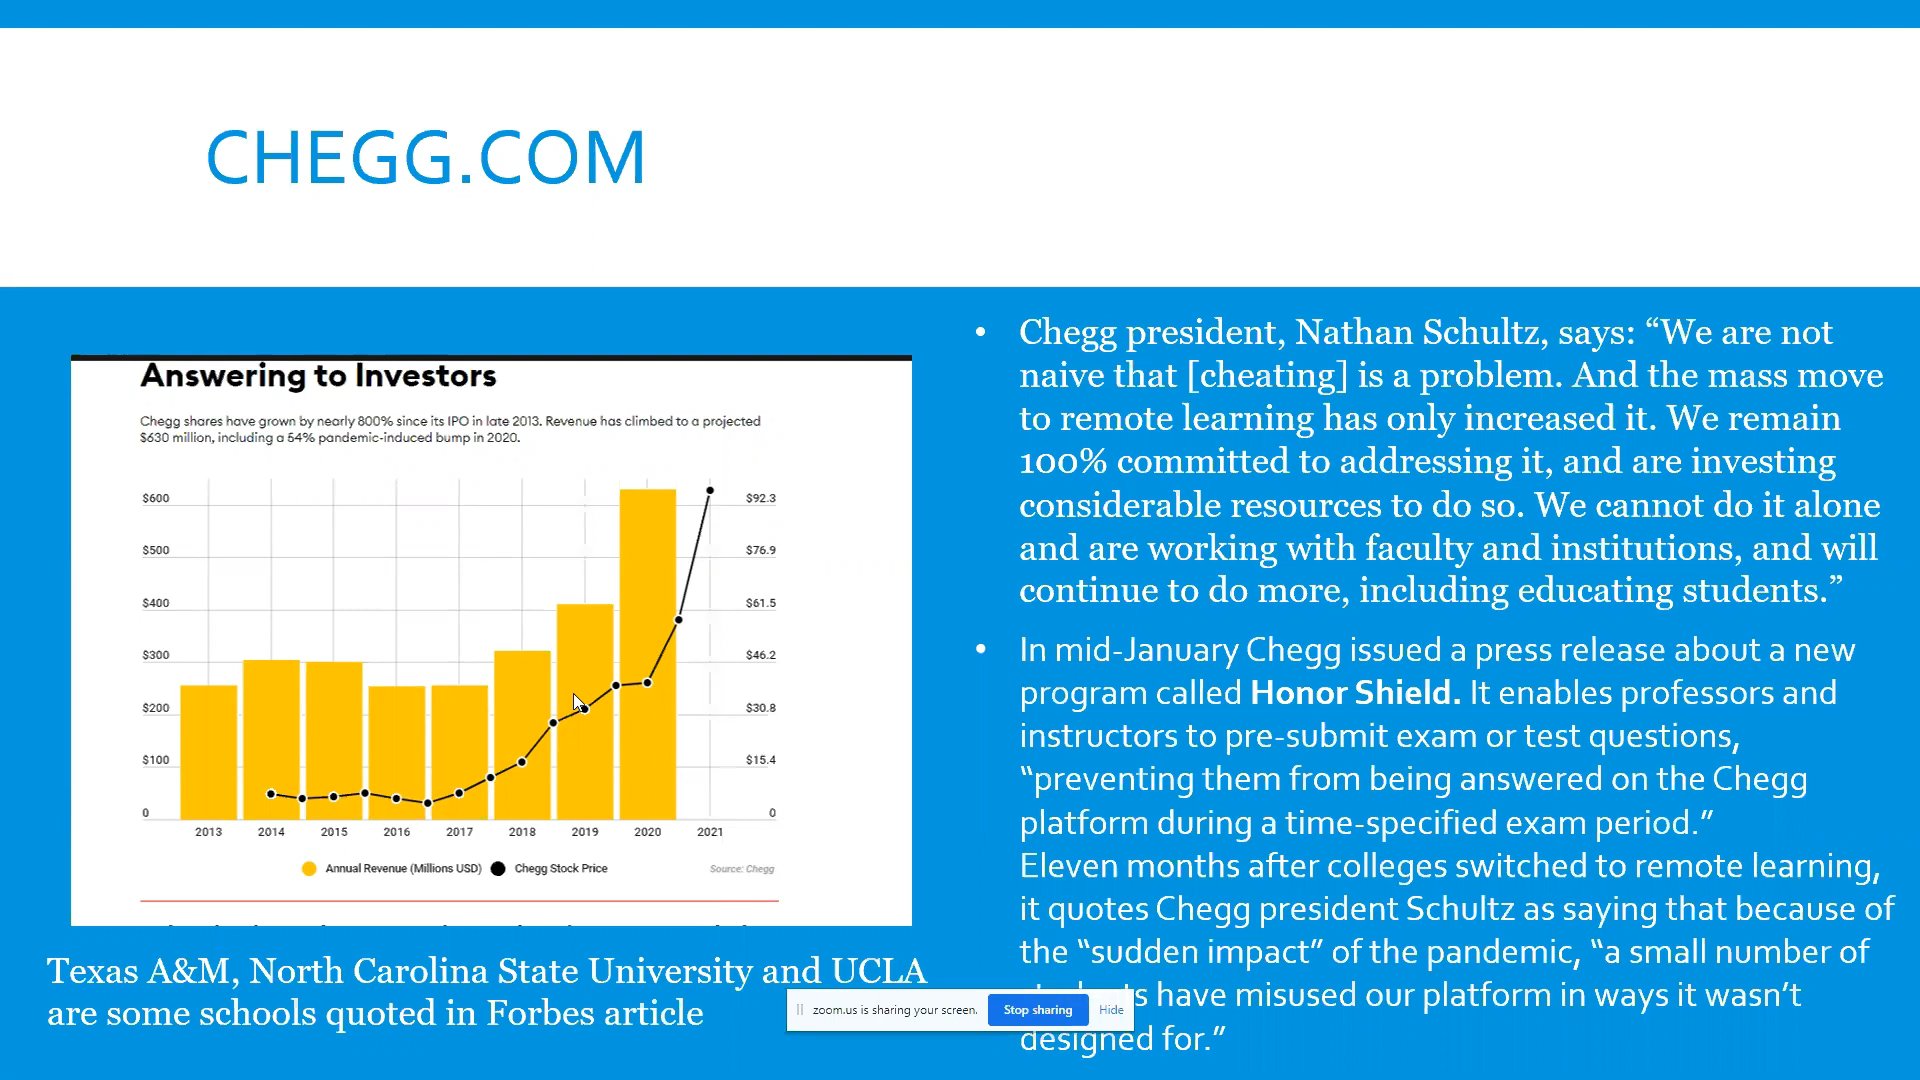 CHEGG.COM
Answering to Investors
Chegg shares have grown by nearly 800% since its IPO in late 2013. Revenue has climbed to a projected
$630 million, including a 54% pandemic-induced bump in 2020.
$600
$92.3
$500
$76.9
$400
$61.5
$300
$46.2
$200
$30.8
$100
$15.4
0
0
2013 2014 2015 2016 2017 2018 2019 2020 2021
Annual Revenue (Millions USD) Chegg Stock Price Source: Chegg
Texas A&M, North Carolina State University and UCLA
are some schools quoted in Forbes article
• Chegg president, Nathan Schultz, says: “We are not
naive that [cheating] is a problem. And the mass move
to remote learning has only increased it. We remain
100% committed to addressing it, and are investing
considerable resources to do so. We cannot do it alone
and are working with faculty and institutions, and will
continue to do more, including educating students.”
• In mid-January Chegg issued a press release about a new
program called Honor Shield. It enables professors and
instructors to pre-submit exam or test questions,
“preventing them from being answered on the Chegg
platform during a time-specified exam period.”
Eleven months after colleges switched to remote learning,
it quotes Chegg president Schultz as saying that because of
the “sudden impact” of the pandemic, “a small number of
students have misused our platform in ways it wasn’t
designed for.”
zoom.us is sharing your screen. Stop sharing Hide